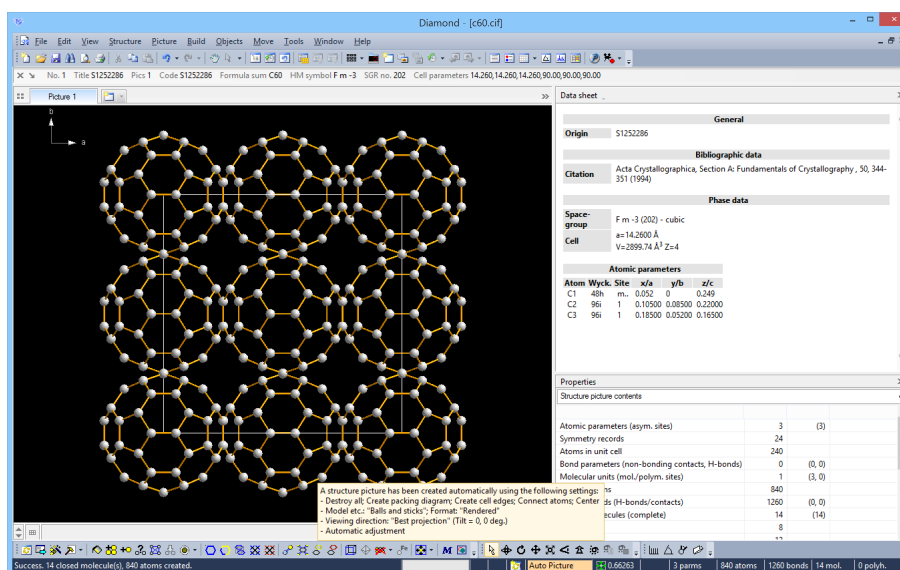 Diamond - [c60.cif]
File Edit View Structure Picture Build Objects Move Tools Window Help
No. 1 Title S1252286 Pics 1 Code S1252286 Formula sum C60 HM symbol F m -3 SGR no. 202 Cell parameters 14.260,14.260,14.260,90.00,90.00,90.00
Picture 1
b
a
Data sheet
General
Origin S1252286
Bibliographic data
Citation Acta Crystallographica, Section A: Fundamentals of Crystallography , 50, 344-
351 (1994)
Phase data
Space-
group F m -3 (202) - cubic
Cell a=14.2600 Å
V=2899.74 Å³ Z=4
Atomic parameters
Atom Wyck. Site x/a y/b z/c
C1 48h m.. 0.052 0 0.249
C2 96i 1 0.10500 0.08500 0.22000
C3 96i 1 0.18500 0.05200 0.16500
Properties
Structure picture contents
Atomic parameters (asym. sites) 3 (3)
Symmetry records 24
Atoms in unit cell 240
Bond parameters (non-bonding contacts, H-bonds) 0 (0, 0)
Molecular units (mol./polym. sites) 1 (3, 0)
840
(H-bonds/contacts) 1260 (0, 0)
(complete) 14 (14)
8
12
A structure picture has been created automatically using the following settings:
- Destroy all; Create packing diagram; Create cell edges; Connect atoms; Center
- Model etc.: "Balls and sticks"; Format: "Rendered"
- Viewing direction: "Best projection" (Tilt = 0, 0 deg.)
- Automatic adjustment
Success. 14 closed molecule(s), 840 atoms created.
Auto Picture 0.66263 3 parms 840 atoms 1260 bonds 14 mol. 0 polyh.